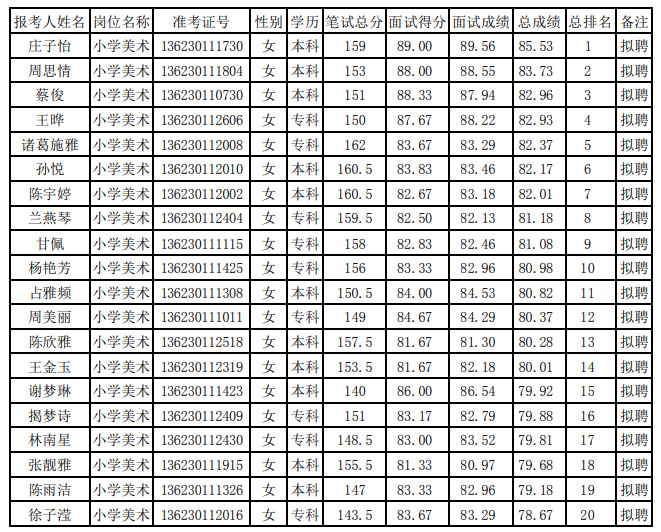 报考人姓名 岗位名称 准考证号 性别 学历 笔试总分 面试得分 面试成绩 总成绩 总排名 备注
庄子怡 小学美术 136230111730 女 本科 159 89.00 89.56 85.53 1 拟聘
周思情 小学美术 136230111804 女 本科 153 88.00 88.55 83.73 2 拟聘
蔡俊 小学美术 136230110730 女 本科 151 88.33 87.94 82.96 3 拟聘
王晔 小学美术 136230112606 女 专科 150 87.67 88.22 82.93 4 拟聘
诸葛施雅 小学美术 136230112008 女 专科 162 83.67 83.29 82.37 5 拟聘
孙悦 小学美术 136230112010 女 本科 160.5 83.83 83.46 82.17 6 拟聘
陈宇婷 小学美术 136230112002 女 本科 160.5 82.67 83.18 82.01 7 拟聘
兰燕琴 小学美术 136230112404 女 专科 159.5 82.50 82.13 81.18 8 拟聘
甘佩 小学美术 136230111115 女 专科 158 82.83 82.46 81.08 9 拟聘
杨艳芳 小学美术 136230111425 女 专科 156 83.33 82.96 80.98 10 拟聘
占雅频 小学美术 136230111308 女 本科 150.5 84.00 84.53 80.82 11 拟聘
周美丽 小学美术 136230111011 女 专科 149 84.67 84.29 80.37 12 拟聘
陈欣雅 小学美术 136230112518 女 本科 157.5 81.67 81.30 80.28 13 拟聘
王金玉 小学美术 136230112319 女 本科 153.5 81.67 82.18 80.01 14 拟聘
谢梦琳 小学美术 136230111423 女 本科 140 86.00 86.54 79.92 15 拟聘
揭梦诗 小学美术 136230112409 女 专科 151 83.17 82.79 79.88 16 拟聘
林南星 小学美术 136230112430 女 专科 148.5 83.00 83.52 79.81 17 拟聘
张靓雅 小学美术 136230111915 女 本科 155.5 81.33 80.97 79.68 18 拟聘
陈雨洁 小学美术 136230111326 女 本科 147 83.33 82.96 79.18 19 拟聘
徐子滢 小学美术 136230112016 女 专科 143.5 83.67 83.29 78.67 20 拟聘